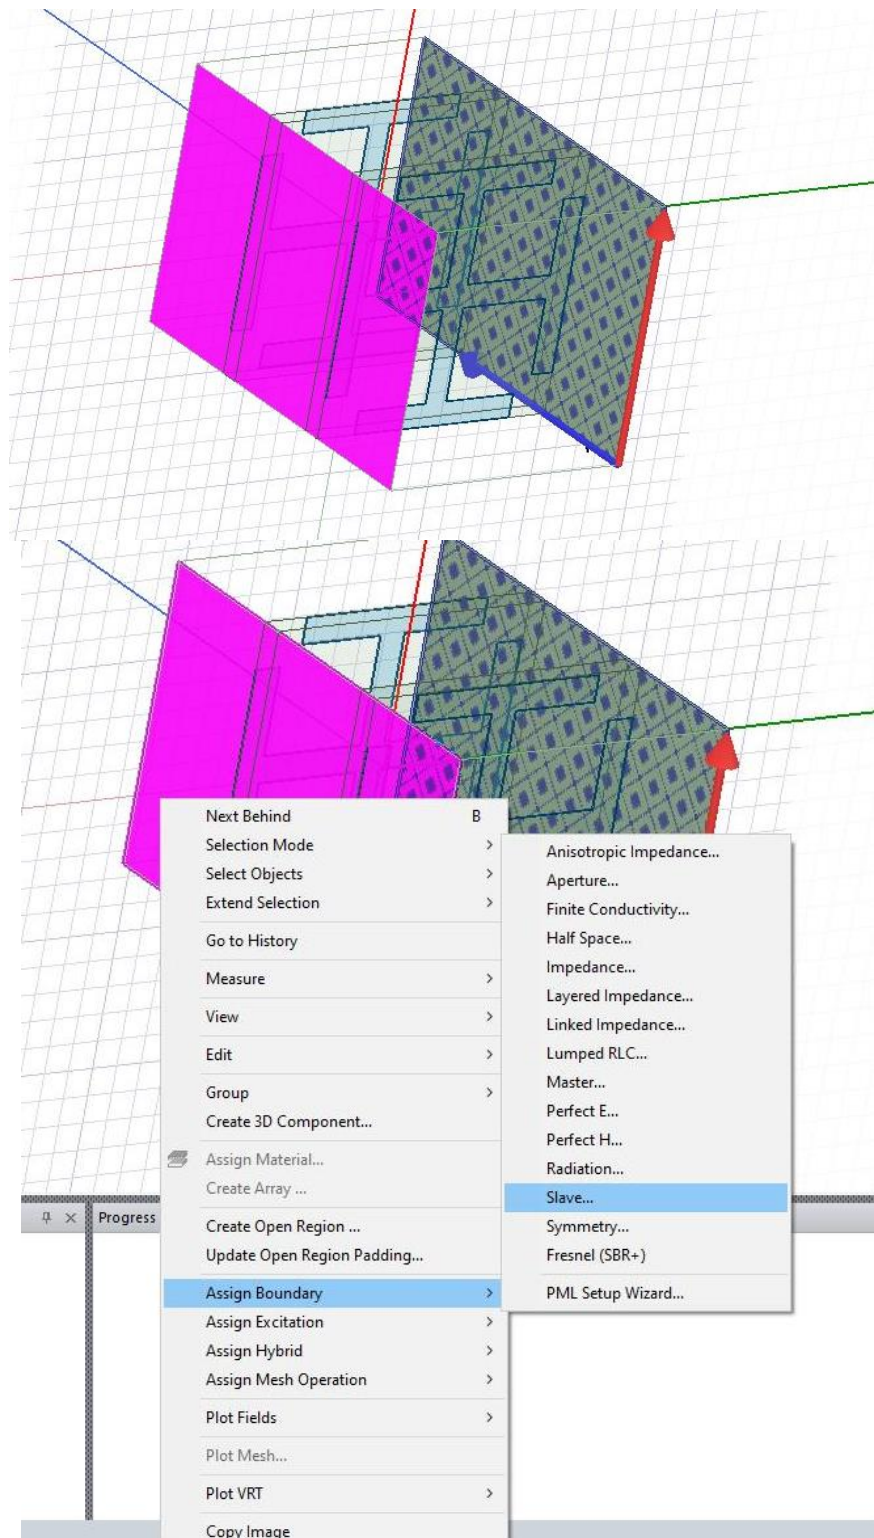 Next Behind B
Selection Mode >
Select Objects >
Extend Selection >
Go to History
Measure >
View >
Edit >
Group >
Create 3D Component...
Assign Material...
Create Array ...
Create Open Region ...
Update Open Region Padding...
Assign Boundary >
Assign Excitation >
Assign Hybrid >
Assign Mesh Operation >
Plot Fields >
Plot Mesh...
Plot VRT >
Copy Image
Anisotropic Impedance...
Aperture...
Finite Conductivity...
Half Space...
Impedance...
Layered Impedance...
Linked Impedance...
Lumped RLC...
Master...
Perfect E...
Perfect H...
Radiation...
Slave...
Symmetry...
Fresnel (SBR+)
PML Setup Wizard...
Progress